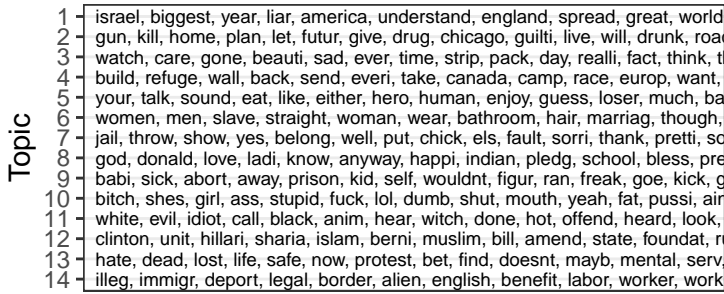 Topic
1 israel, biggest, year, liar, america, understand, england, spread, great, world
2 gun, kill, home, plan, let, futur, give, drug, chicago, guilti, live, will, drunk,
3 watch, care, gone, beauti, sad, ever, time, strip, pack, day, realli, fact, think,
4 build, refuge, wall, back, send, everi, take, canada, camp, race, europ, want,
5 your, talk, sound, eat, like, either, hero, human, enjoy, guess, loser, much,
6 women, men, slave, straight, woman, wear, bathroom, hair, marriag, though,
7 jail, throw, show, yes, belong, well, put, chick, els, fault, sorri, thank, pretti,
8 god, donald, love, ladi, know, anyway, happi, indian, pledg, school, bless,
9 babi, sick, abort, away, prison, kid, self, wouldnt, figur, ran, freak, goe, kick,
10 bitch, shes, girl, ass, stupid, fuck, lol, dumb, shut, mouth, yeah, fat, pussi,
11 white, evil, idiot, call, black, anim, hear, witch, done, hot, offend, heard, look,
12 clinton, unit, hillari, sharia, islam, berni, muslim, bill, amend, state, foundat,
13 hate, dead, lost, life, safe, now, protest, bet, find, doesnt, mayb, mental, serv,
14 illeg, immigr, deport, legal, border, alien, english, benefit, labor, worker, work